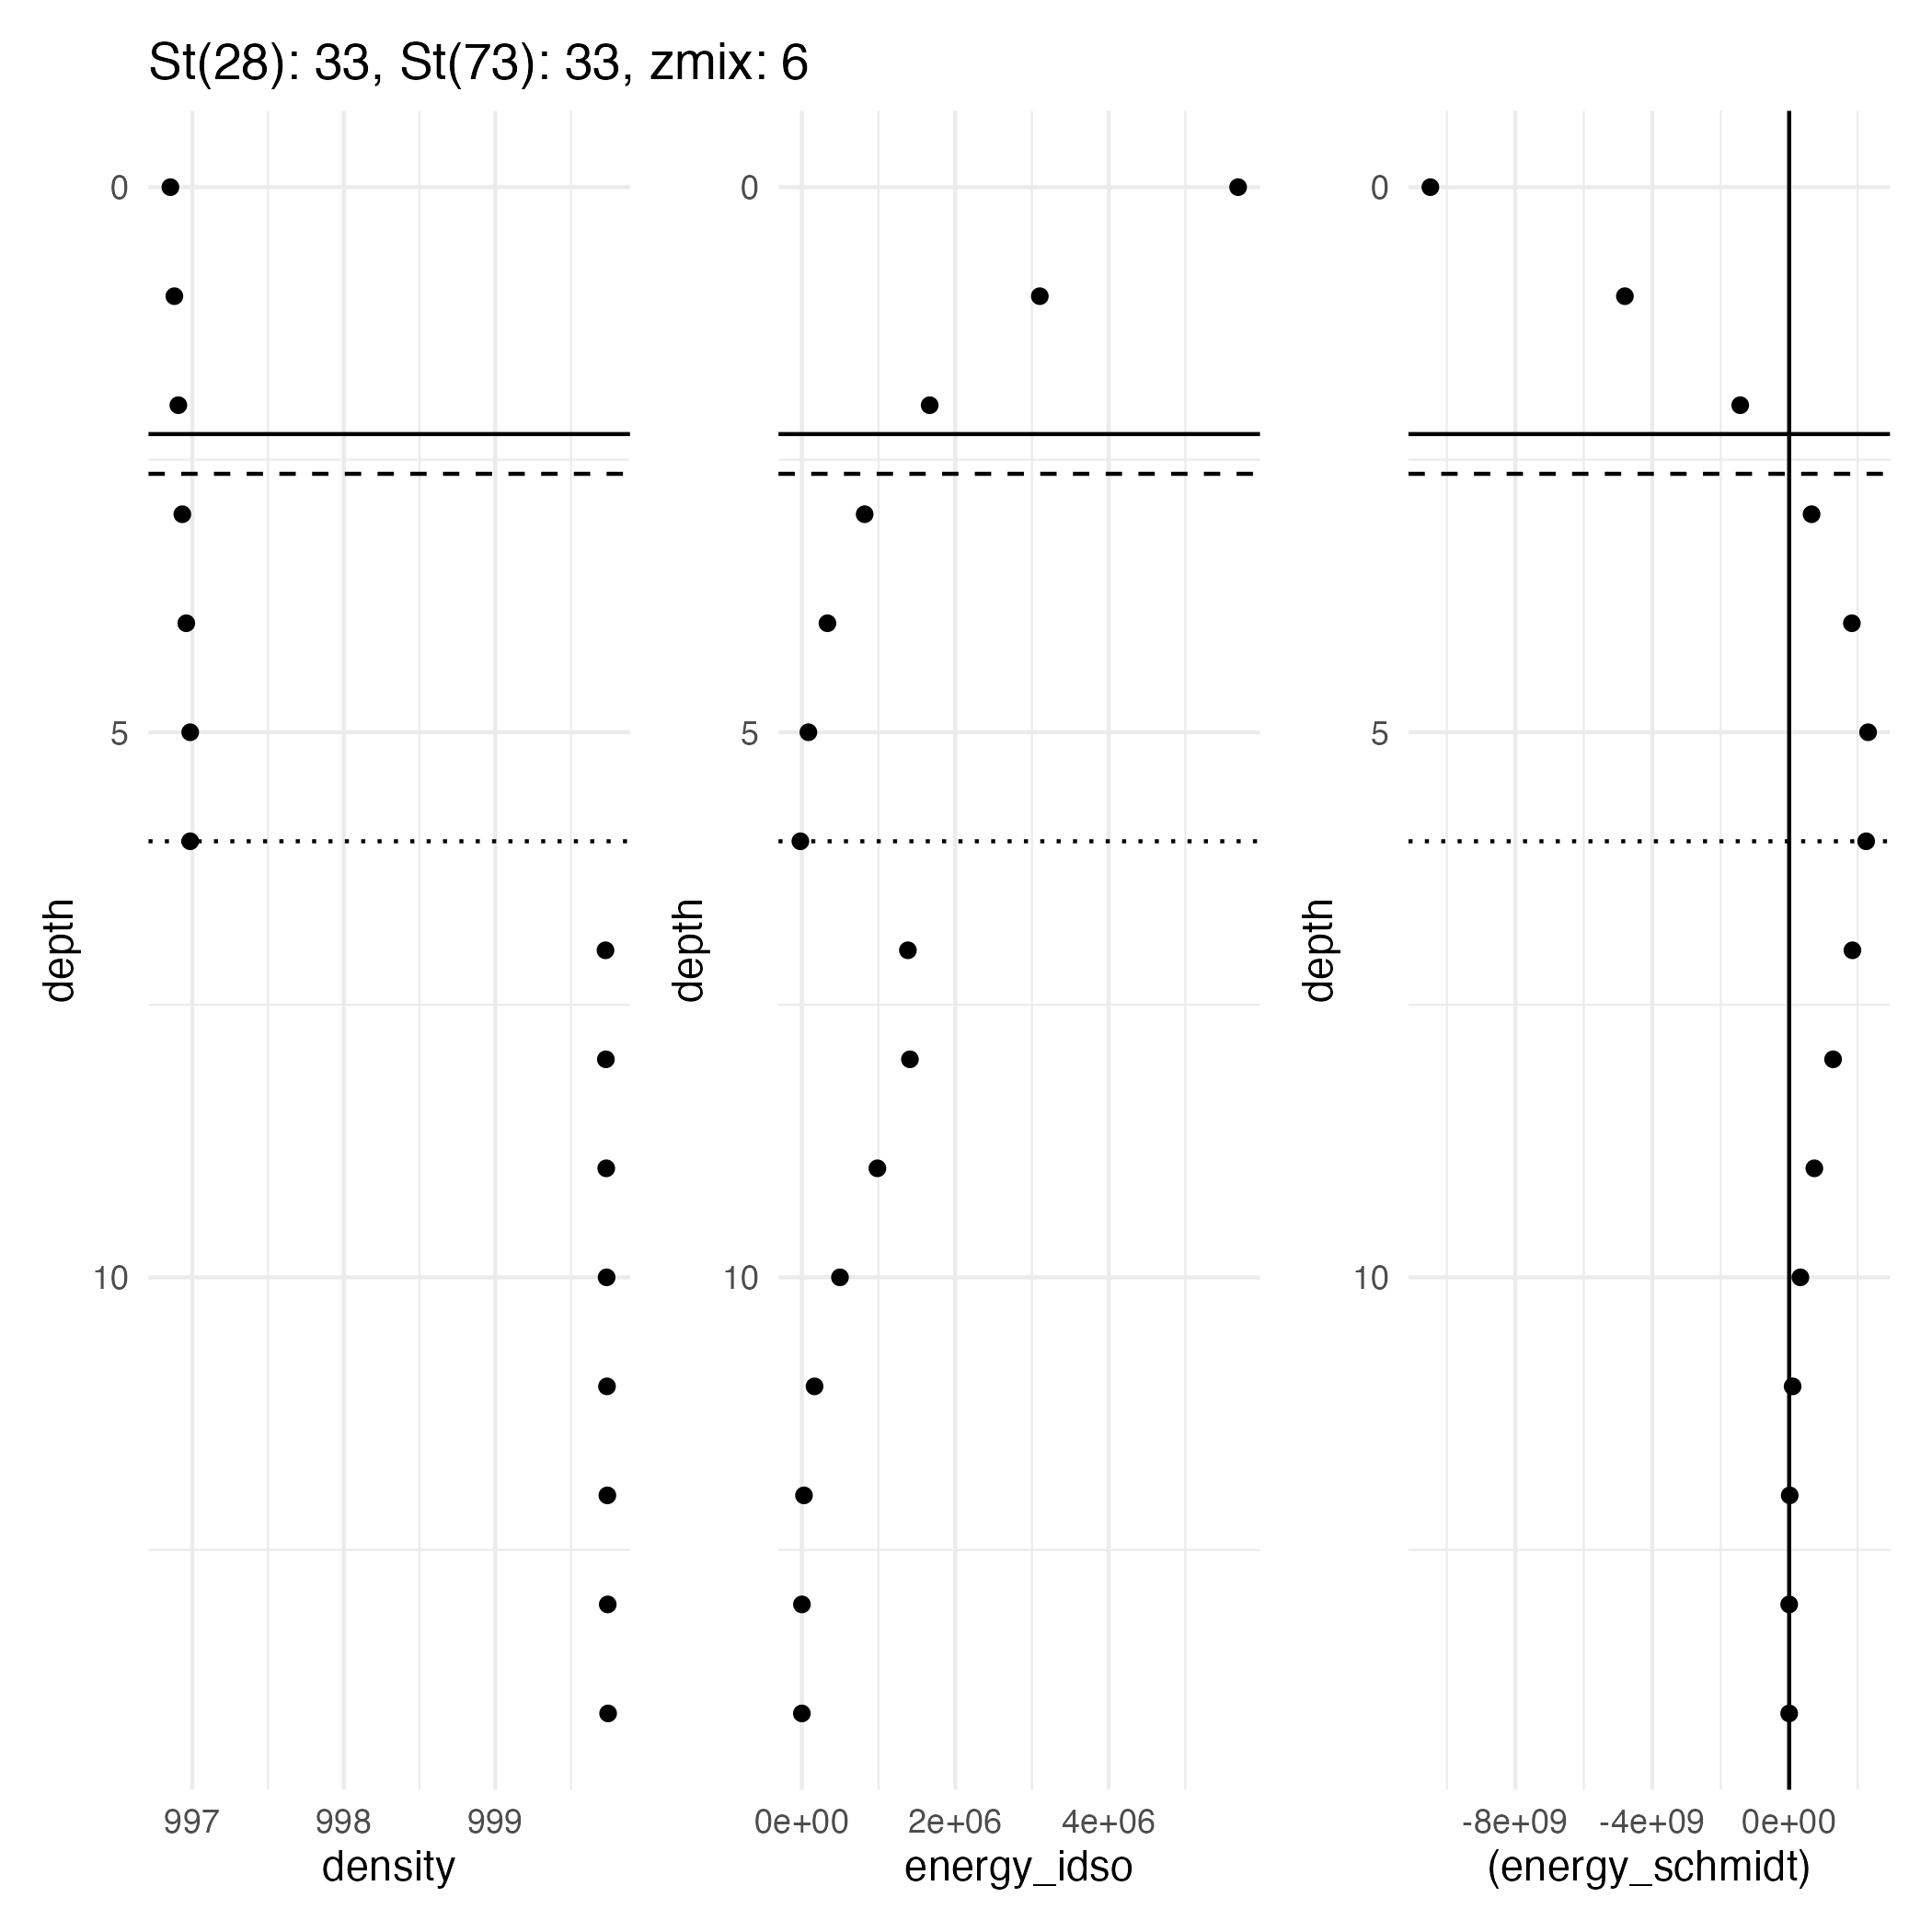 St(28): 33, St(73): 33, zmix: 6
0
5
10
depth
997 998 999
density
0
5
10
depth
0e+00 2e+06 4e+06
energy_idso
0
5
10
depth
-8e+09 -4e+09 0e+00
(energy_schmidt)